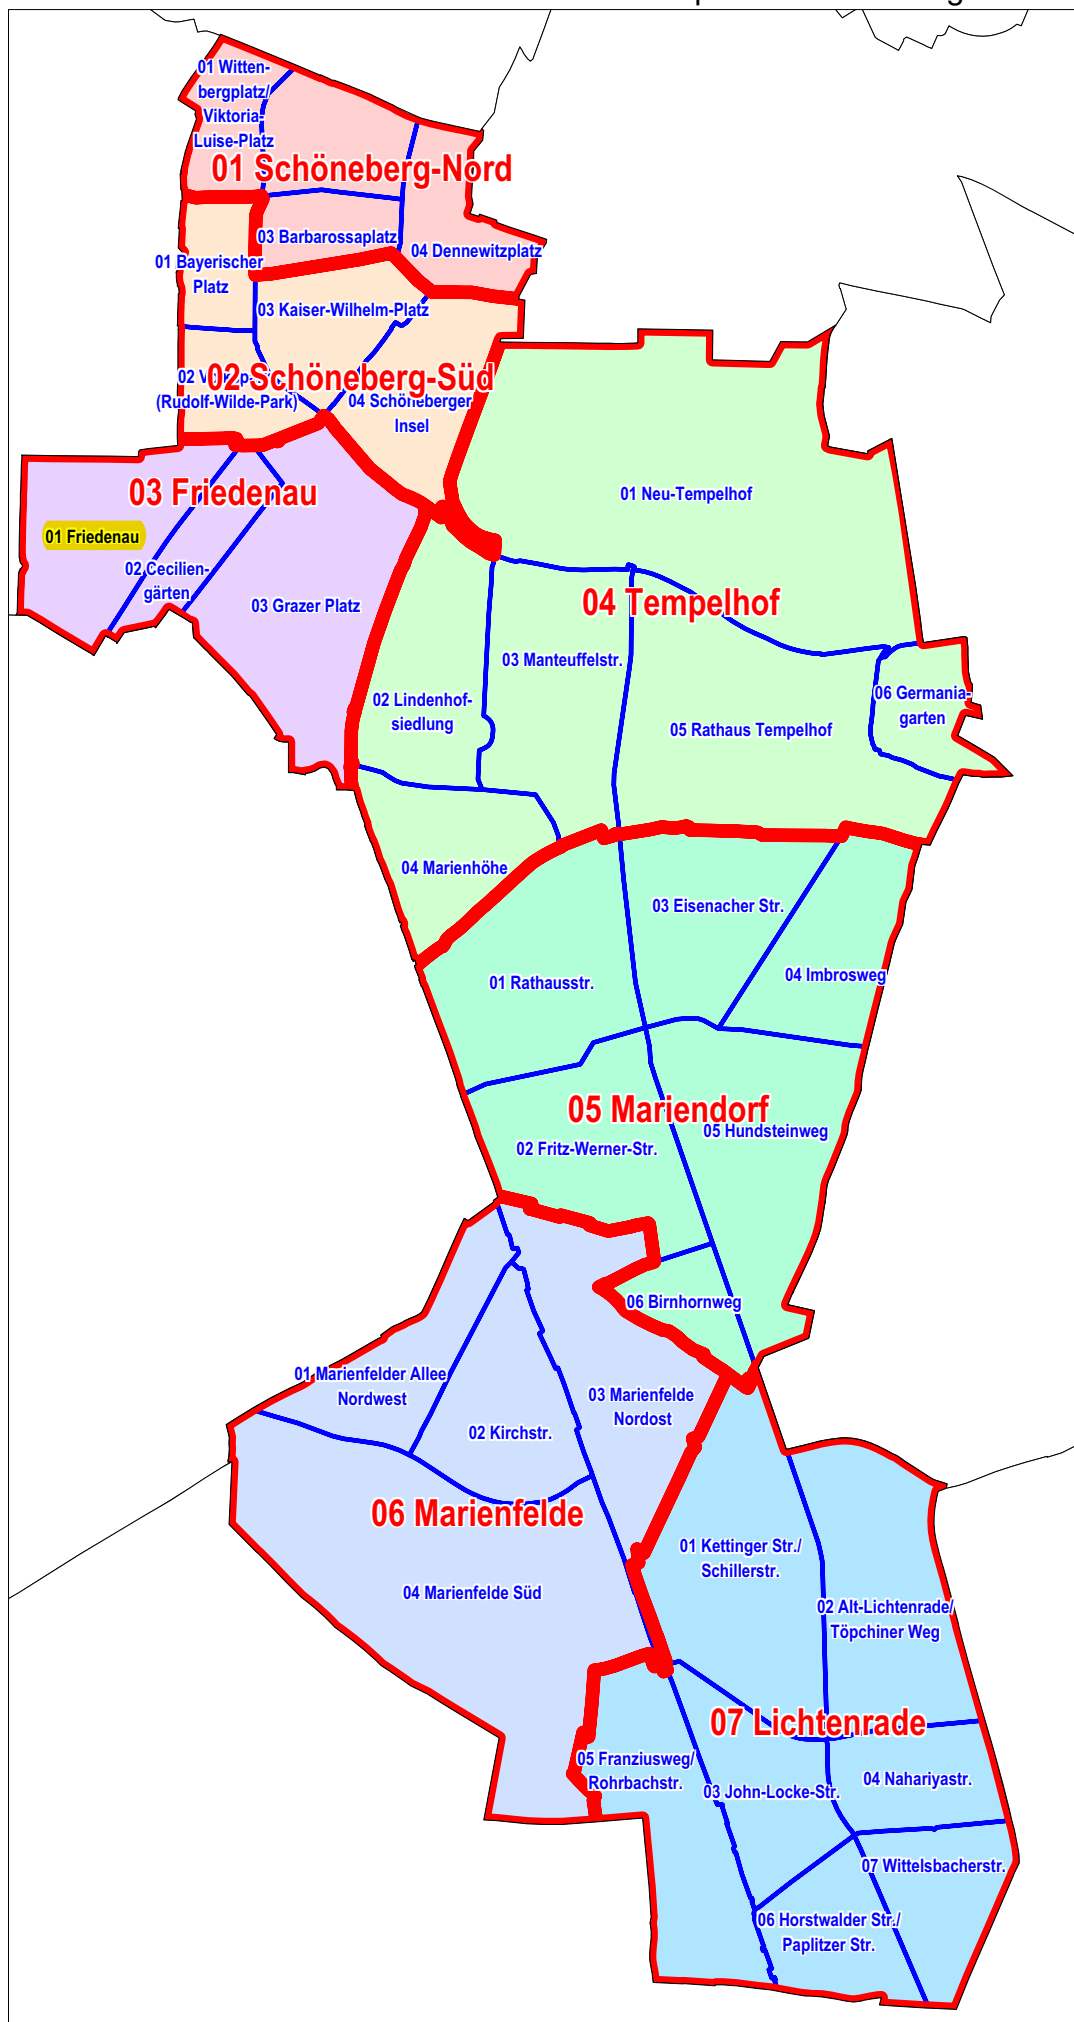 01 Witten-
bergplatz/
Viktoria-
Luise-Platz
01 Schöneberg-Nord
03 Barbarossaplatz
04 Dennewitzplatz
01 Bayerischer
Platz
03 Kaiser-Wilhelm-Platz
02 Schöneberg-Süd
02
(Rudolf-Wilde-Park)
04 Schöneberger
Insel
03 Friedenau
01 Friedenau
02 Cecilien-
gärten
03 Grazer Platz
01 Neu-Tempelhof
04 Tempelhof
03 Manteuffelstr.
02 Lindenhof-
siedlung
06 Germania-
garten
05 Rathaus Tempelhof
04 Marienhöhe
03 Eisenacher Str.
04 Imbrosweg
01 Rathausstr.
05 Mariendorf
05 Hundsteinweg
02 Fritz-Werner-Str.
06 Birnhornweg
01 Marienfelder Allee
Nordwest
03 Marienfelde
Nordost
02 Kirchstr.
06 Marienfelde
04 Marienfelde Süd
01 Kettinger Str./
Schillerstr.
02 Alt-Lichtenrade/
Töpchiner Weg
07 Lichtenrade
05 Franziusweg/
Rohrbachstr.
03 John-Locke-Str.
04 Nahariyastr.
07 Wittelsbacherstr.
06 Horstwalder Str./
Paplitzer Str.